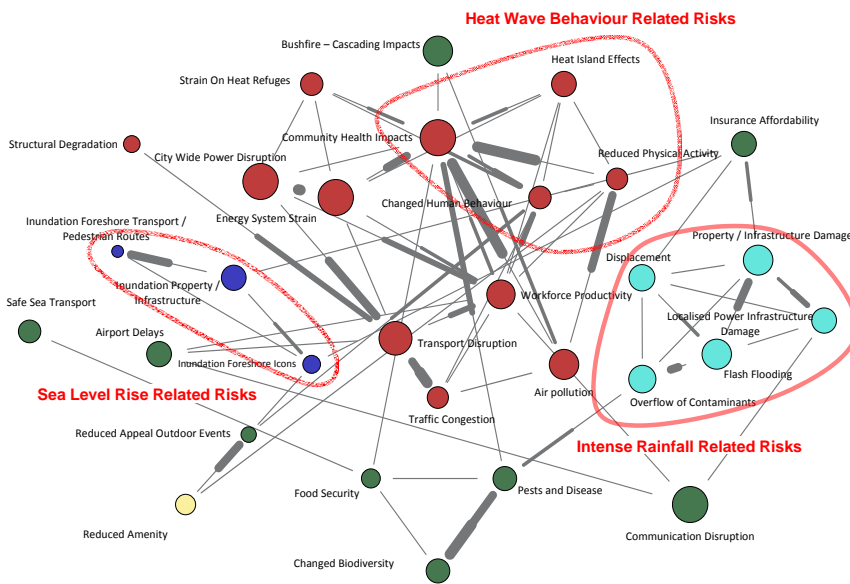 Heat Wave Behaviour Related Risks
Bushfire – Cascading Impacts
Heat Island Effects
Strain On Heat Refuges
Insurance Affordability
Structural Degradation
Community Health Impacts
City Wide Power Disruption
Reduced Physical Activity
Changed Human Behaviour
Energy System Strain
Inundation Foreshore Transport /
Pedestrian Routes
Property / Infrastructure Damage
Displacement
Inundation Property /
Infrastructure
Safe Sea Transport
Workforce Productivity
Localised Power Infrastructure
Damage
Airport Delays
Transport Disruption
Inundation Foreshore Icons
Flash Flooding
Sea Level Rise Related Risks
Air pollution
Overflow of Contaminants
Traffic Congestion
Reduced Appeal Outdoor Events
Intense Rainfall Related Risks
Food Security
Pests and Disease
Reduced Amenity
Communication Disruption
Changed Biodiversity